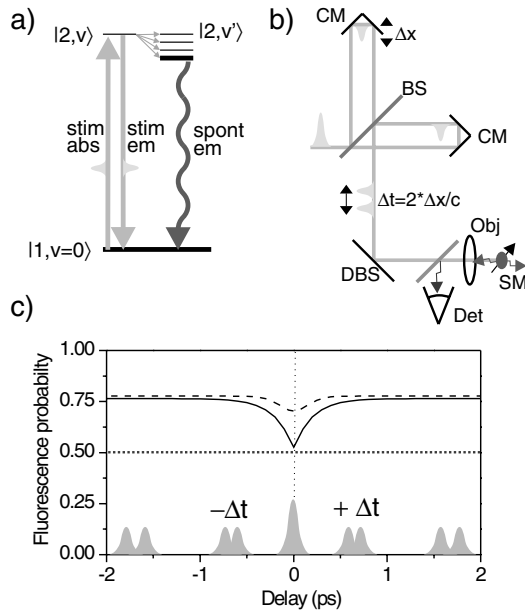 a)
|2,v⟩
|2,v'⟩
stim
abs
stim
em
spont
em
|1,v=0⟩
b)
CM
Δx
BS
CM
Δt=2*Δx/c
Obj
DBS
SM
Det
c)
Fluorescence probabilty
1.00
0.75
0.50
0.25
0.00
−Δt
+ Δt
-2
-1
0
1
2
Delay (ps)